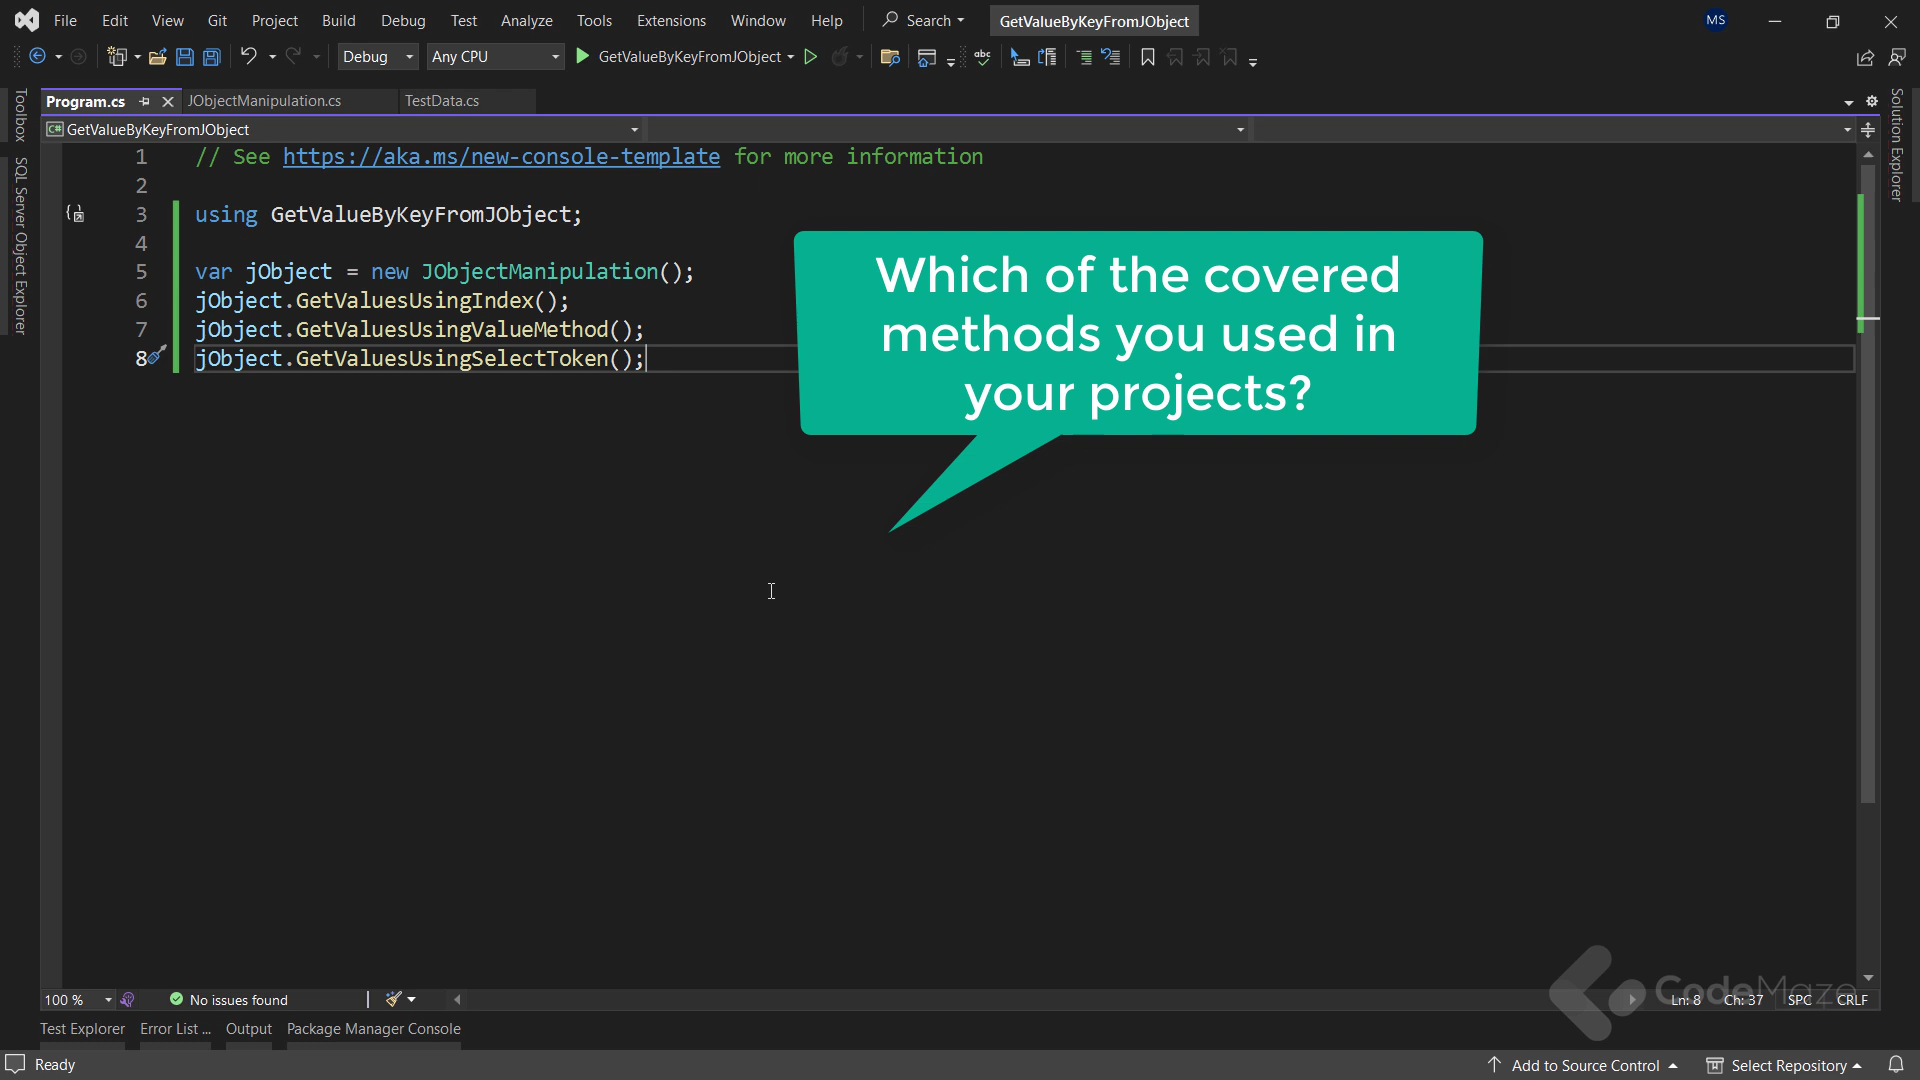 File Edit View Git Project Build Debug Test Analyze Tools Extensions Window Help Search GetValueByKeyFromJObject MS
Debug Any CPU GetValueByKeyFromJObject
Program.cs JObjectManipulation.cs TestData.cs
C# GetValueByKeyFromJObject
Toolbox
SQL Server Object Explorer
Solution Explorer
1 // See https://aka.ms/new-console-template for more information
2
3 using GetValueByKeyFromJObject;
4
5 var jObject = new JObjectManipulation();
6 jObject.GetValuesUsingIndex();
7 jObject.GetValuesUsingValueMethod();
8 jObject.GetValuesUsingSelectToken();
Which of the covered
methods you used in
your projects?
100 % No issues found Ln: 8 Ch: 37 SPC CRLF
CodeMaze
Test Explorer Error List ... Output Package Manager Console
Ready Add to Source Control Select Repository